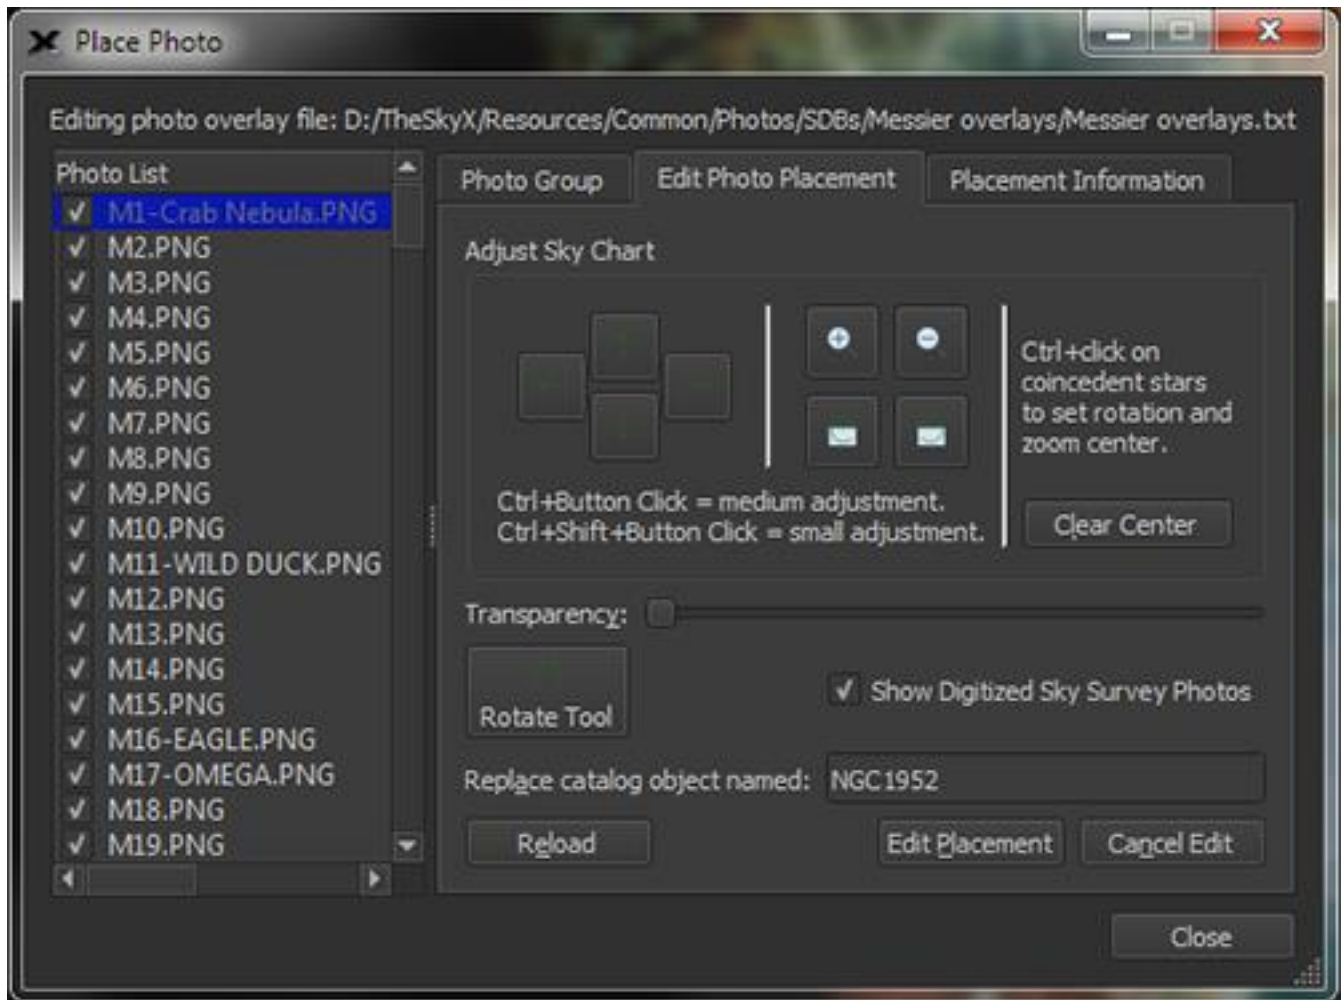 Place Photo
Editing photo overlay file: D:/TheSkyX/Resources/Common/Photos/SDBs/Messier overlays/Messier overlays.txt
Photo List
M1-Crab Nebula.PNG
M2.PNG
M3.PNG
M4.PNG
M5.PNG
M6.PNG
M7.PNG
M8.PNG
M9.PNG
M10.PNG
M11-WILD DUCK.PNG
M12.PNG
M13.PNG
M14.PNG
M15.PNG
M16-EAGLE.PNG
M17-OMEGA.PNG
M18.PNG
M19.PNG
Photo Group
Edit Photo Placement
Placement Information
Adjust Sky Chart
Ctrl+click on
coincedent stars
to set rotation and
zoom center.
Ctrl+Button Click = medium adjustment.
Ctrl+Shift+Button Click = small adjustment.
Clear Center
Transparency:
Rotate Tool
Show Digitized Sky Survey Photos
Replace catalog object named: NGC1952
Reload
Edit Placement
Cancel Edit
Close